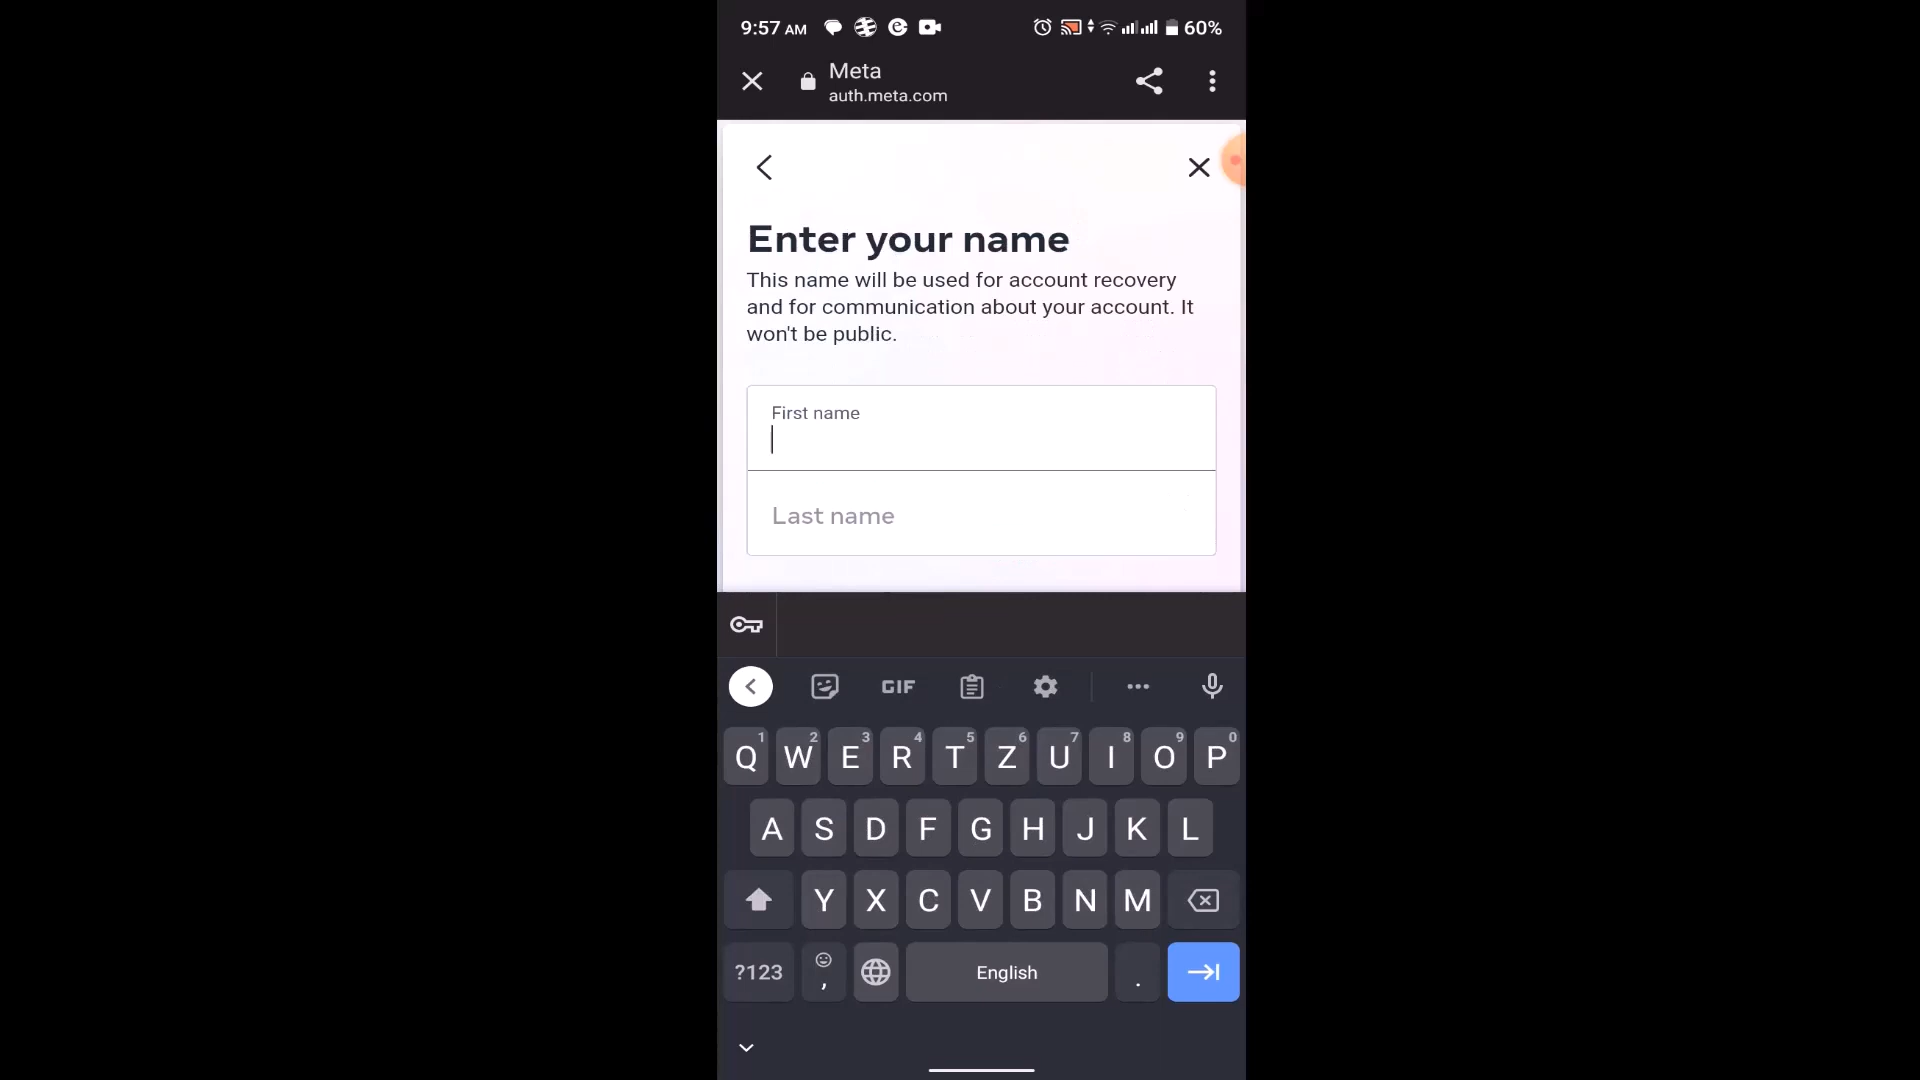 9:57 AM
60%
Meta
auth.meta.com
Enter your name
This name will be used for account recovery
and for communication about your account. It
won't be public.
First name
Last name
GIF
1 2 3 4 5 6 7 8 9 0
Q W E R T Z U I O P
A S D F G H J K L
Y X C V B N M
?123 , English .